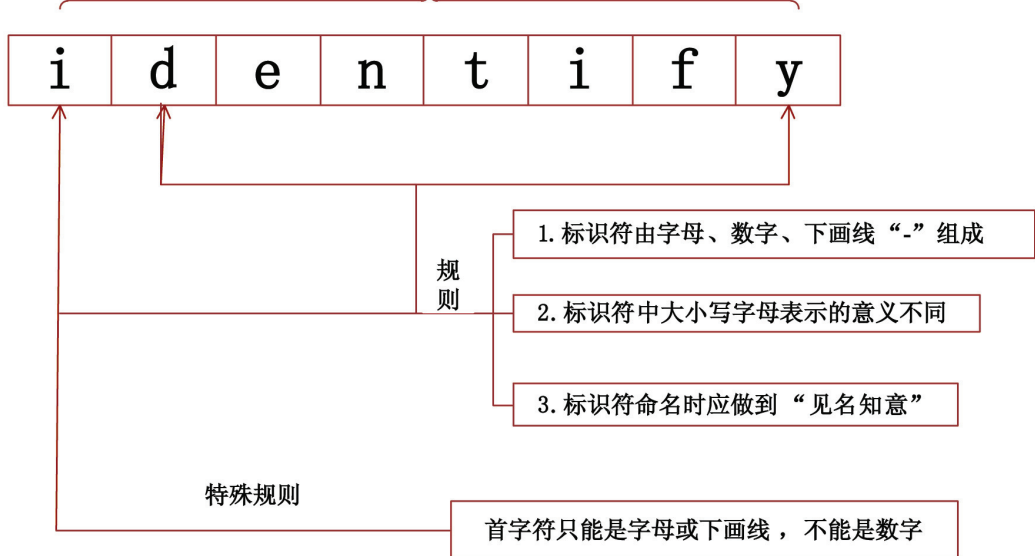 i d e n t i f y
1.标识符由字母、数字、下画线“-”组成
规
则
2.标识符中大小写字母表示的意义不同
3.标识符命名时应做到“见名知意”
特殊规则
首字符只能是字母或下画线，不能是数字